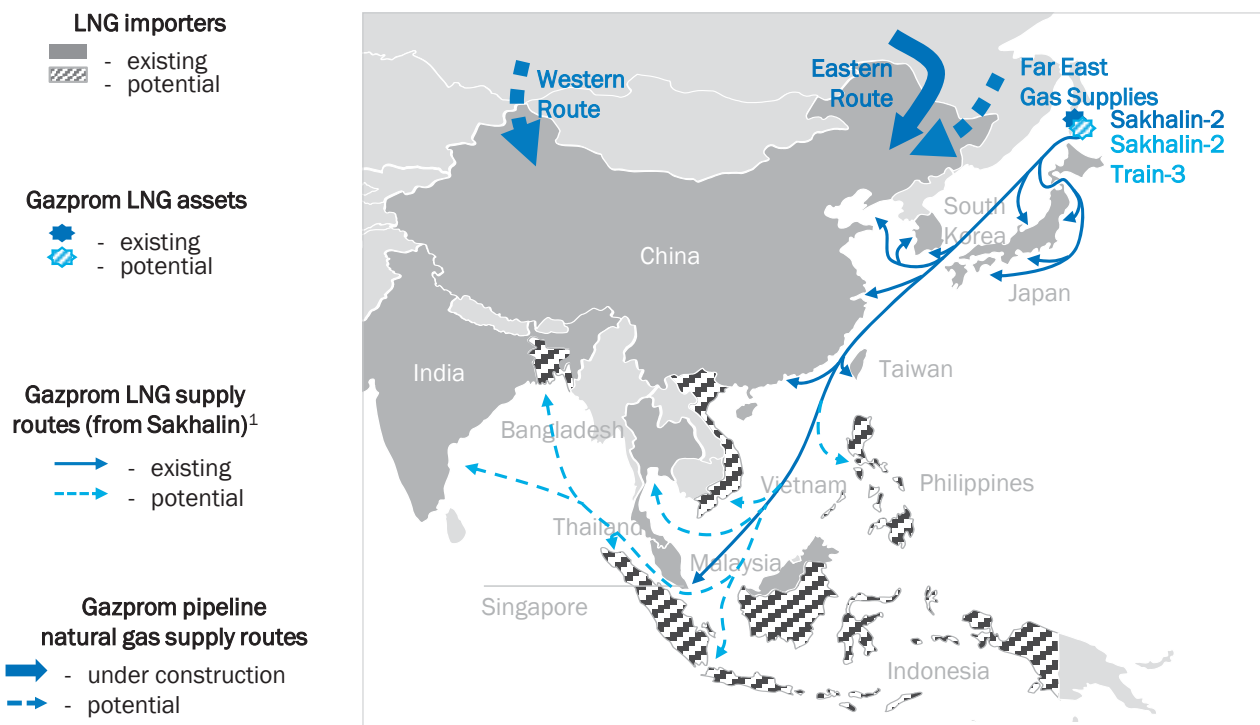 LNG importers
- existing
- potential
Gazprom LNG assets
- existing
- potential
Gazprom LNG supply
routes (from Sakhalin)¹
- existing
- potential
Gazprom pipeline
natural gas supply routes
- under construction
- potential
Western
Route
Eastern
Route
Far East
Gas Supplies
Sakhalin-2
Sakhalin-2
Train-3
South
Korea
China
Japan
India
Taiwan
Bangladesh
Vietnam
Philippines
Thailand
Malaysia
Singapore
Indonesia